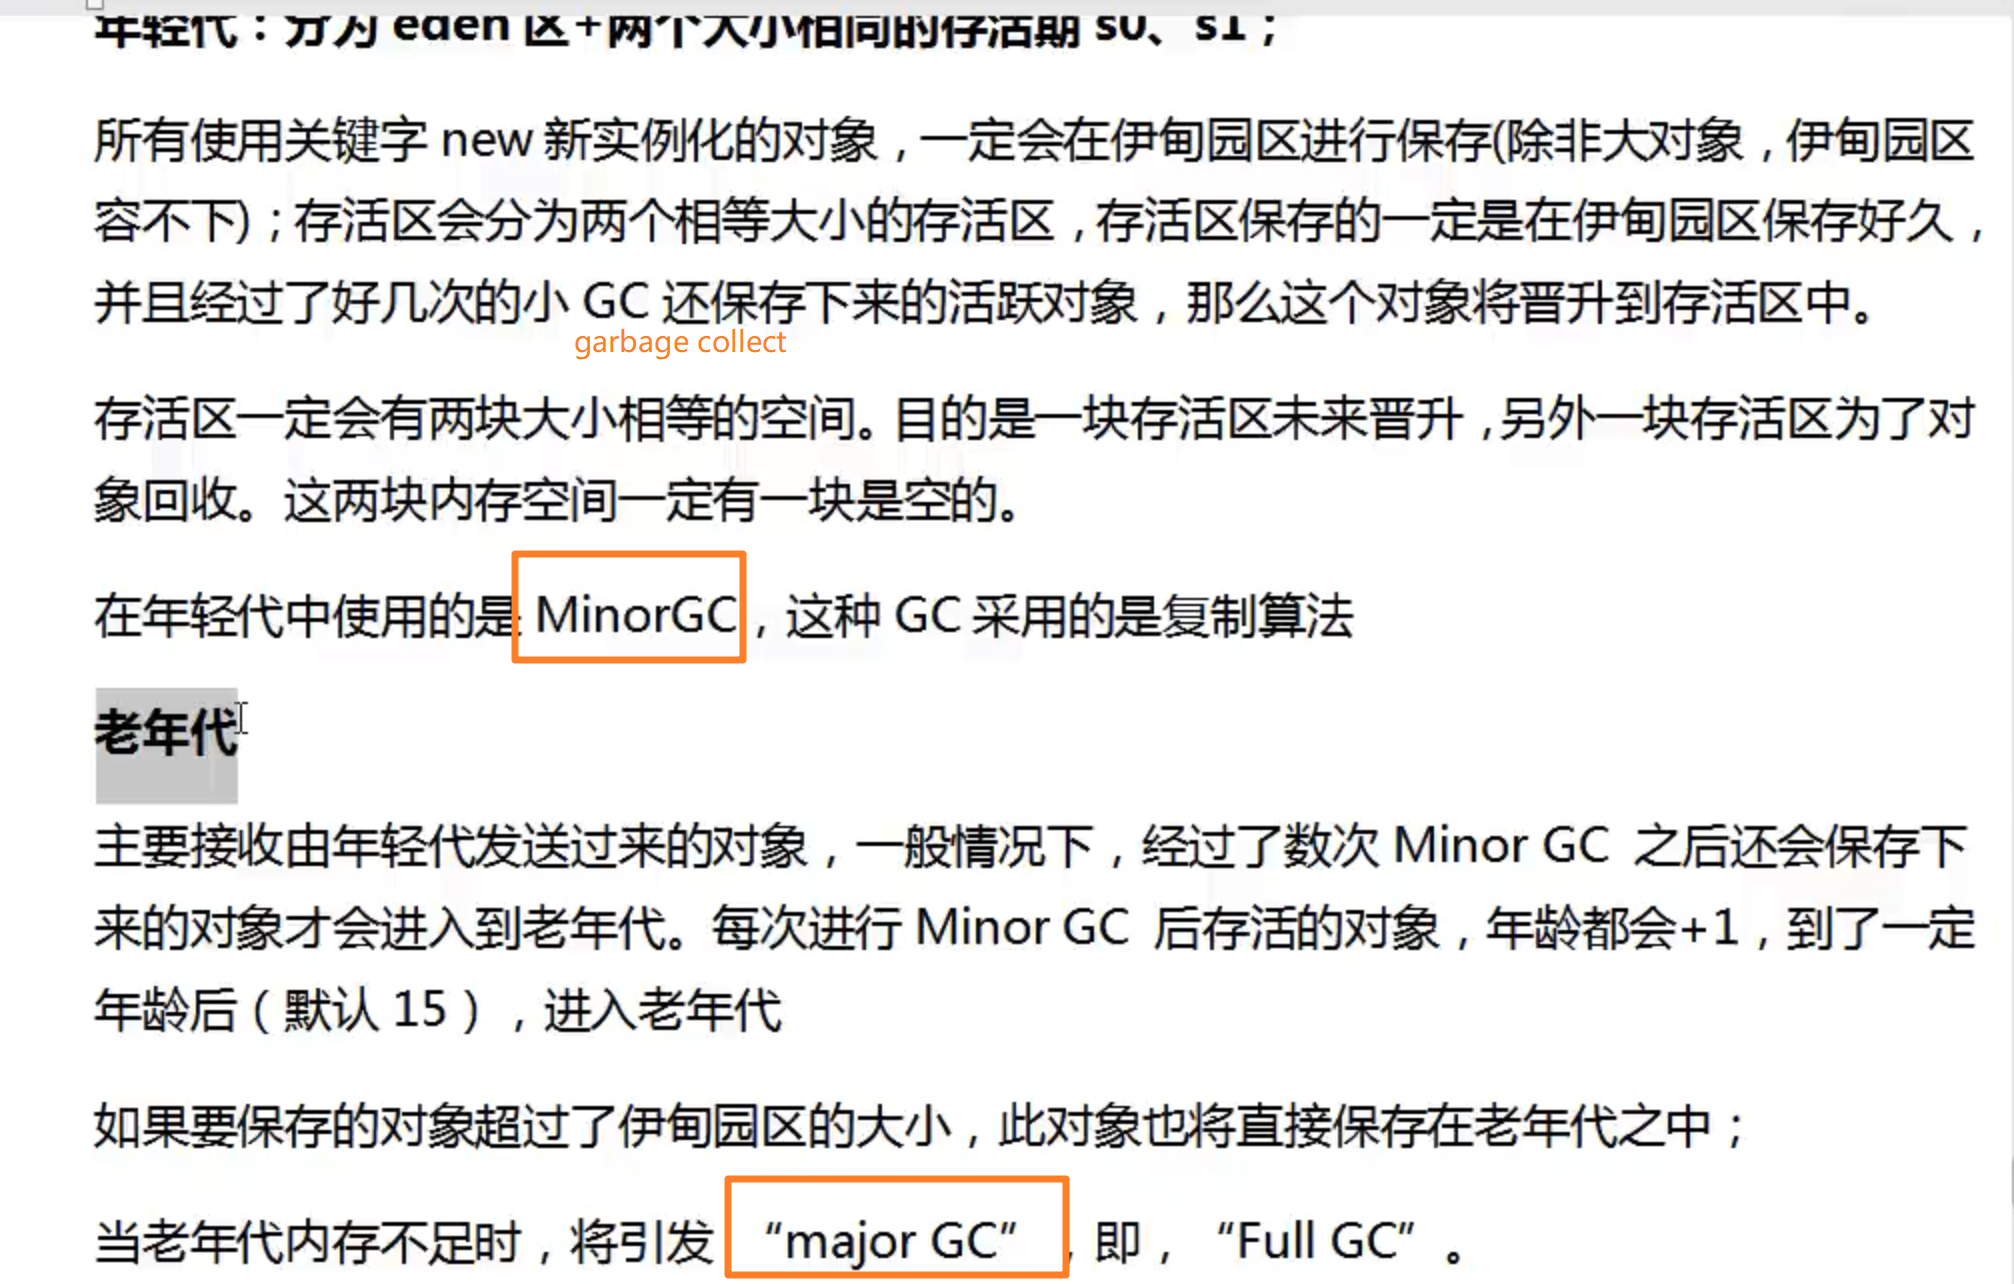 年轻代：分为 eden 区+两个大小相同的存活期 s0、s1；
所有使用关键字 new 新实例化的对象，一定会在伊甸园区进行保存(除非大对象，伊甸园区
容不下)；存活区会分为两个相等大小的存活区，存活区保存的一定是在伊甸园区保存好久，
并且经过了好几次的小 GC 还保存下来的活跃对象，那么这个对象将晋升到存活区中。
garbage collect
存活区一定会有两块大小相等的空间。目的是一块存活区未来晋升，另外一块存活区为了对
象回收。这两块内存空间一定有一块是空的。
在年轻代中使用的是 MinorGC，这种 GC 采用的是复制算法
老年代
主要接收由年轻代发送过来的对象，一般情况下，经过了数次 Minor GC 之后还会保存下
来的对象才会进入到老年代。每次进行 Minor GC 后存活的对象，年龄都会+1，到了一定
年龄后（默认 15），进入老年代
如果要保存的对象超过了伊甸园区的大小，此对象也将直接保存在老年代之中；
当老年代内存不足时，将引发 “major GC” ，即，“Full GC”。